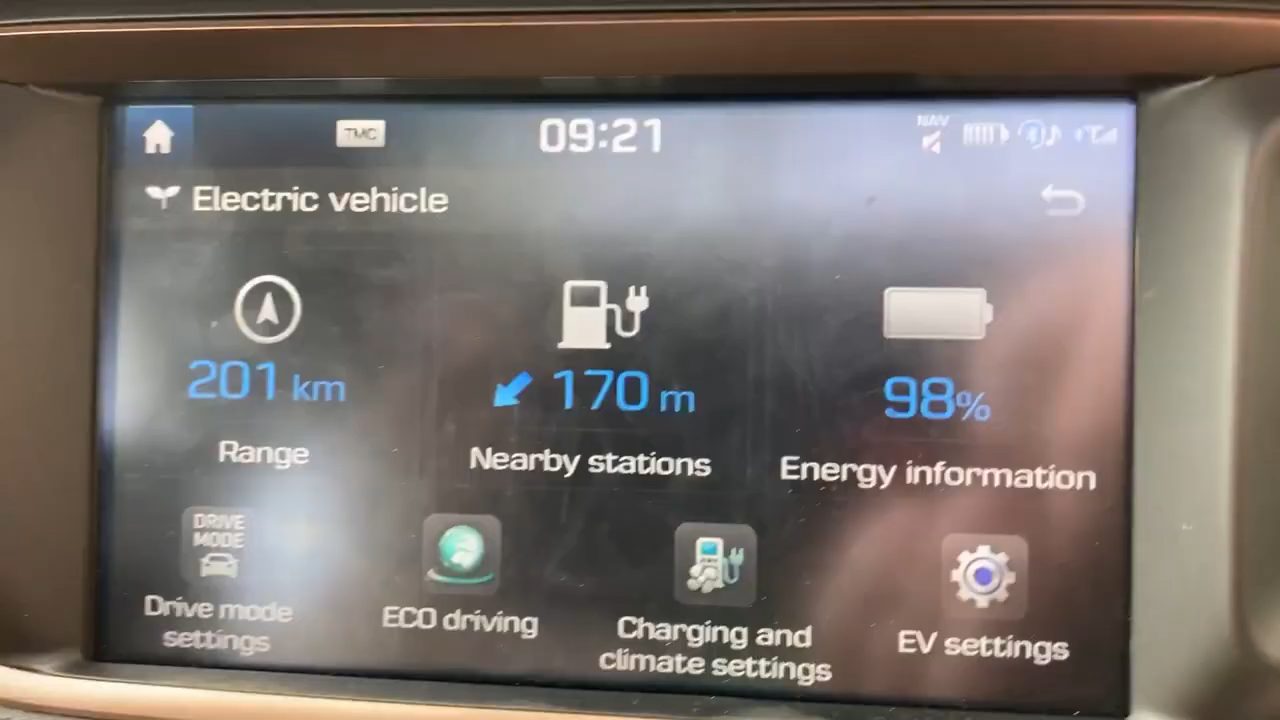 TMC
09:21
NAV
Electric vehicle
201 km
170 m
98%
Range
Nearby stations
Energy information
DRIVE
MODE
Drive mode
settings
ECO driving
Charging and
climate settings
EV settings